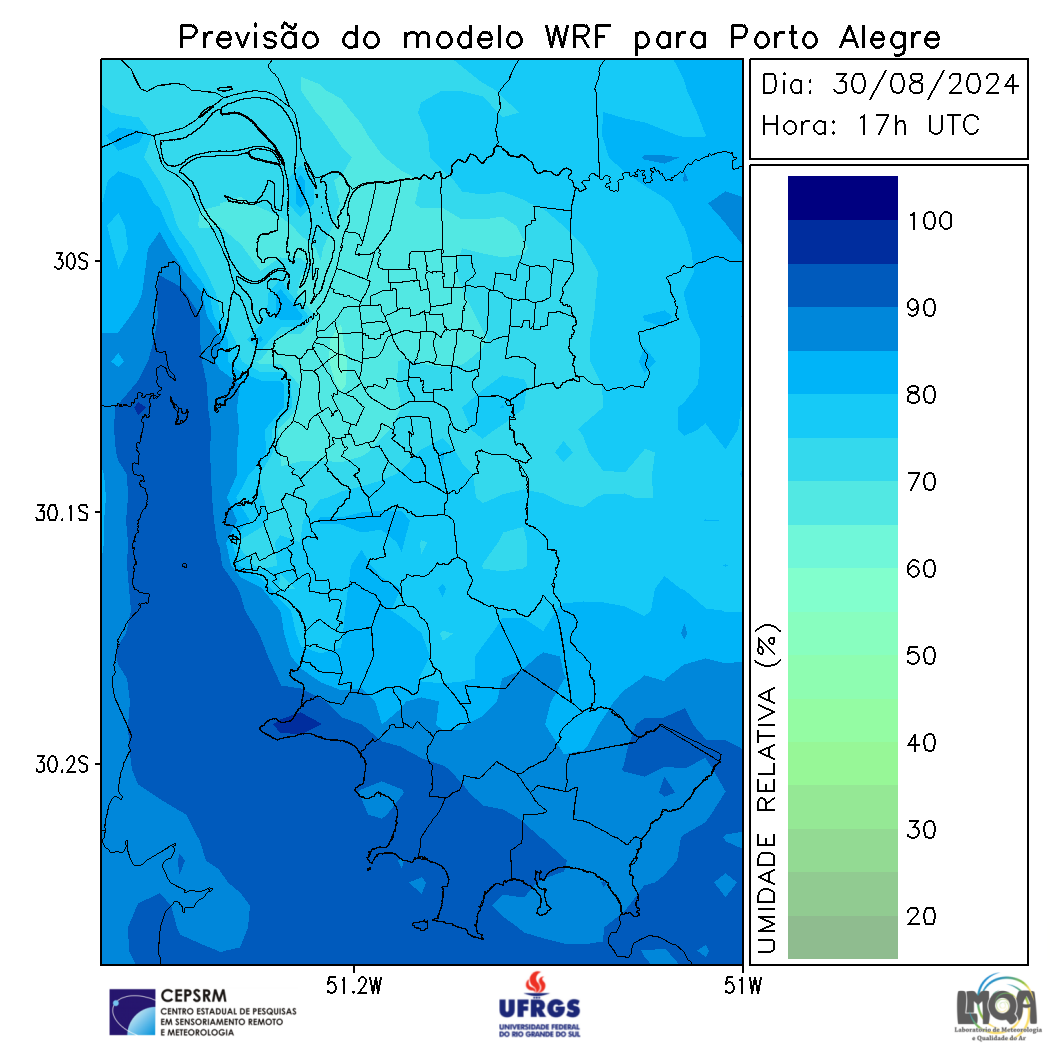 Previsão do modelo WRF para Porto Alegre
Dia: 30/08/2024
Hora: 17h UTC
100
90
80
70
60
50
40
30
20
UMIDADE RELATIVA (%)
30S
30.1S
30.2S
51.2W
51W
CEPSRM
CENTRO ESTADUAL DE PESQUISAS
EM SENSORIAMENTO REMOTO
E METEOROLOGIA
UFRGS
UNIVERSIDADE FEDERAL
DO RIO GRANDE DO SUL
LMQA
Laboratório de Meteorologia
e Qualidade do Ar